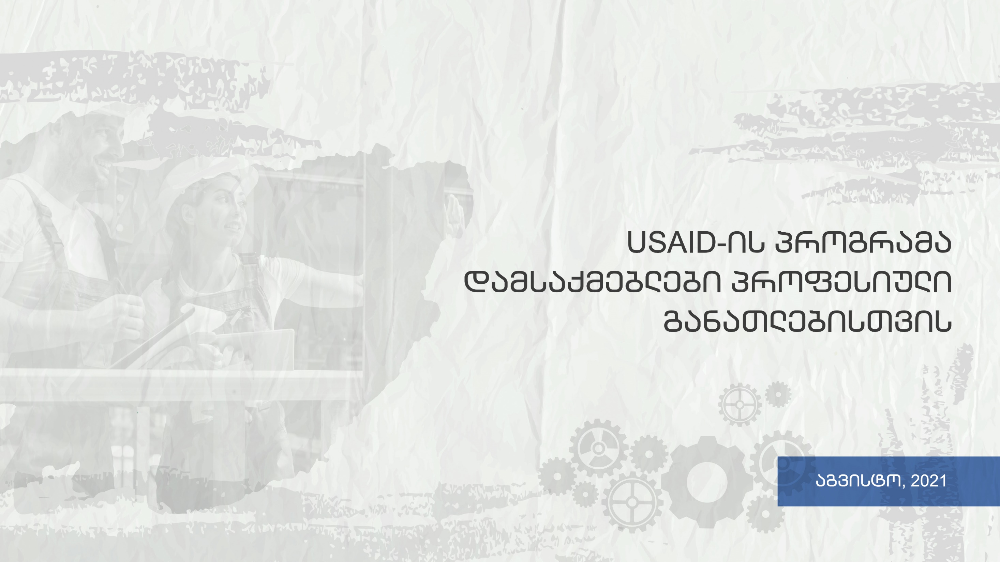 USAID-ᲘᲡ ᲞᲠᲝᲒᲠᲐᲛᲐ
ᲓᲐᲛᲡᲐᲥᲛᲔᲑᲚᲔᲑᲘ ᲞᲠᲝᲤᲔᲡᲘᲣᲚᲘ
ᲒᲐᲜᲐᲗᲚᲔᲑᲘᲡᲗᲕᲘᲡ
ᲐᲒᲕᲘᲡᲢᲝ, 2021